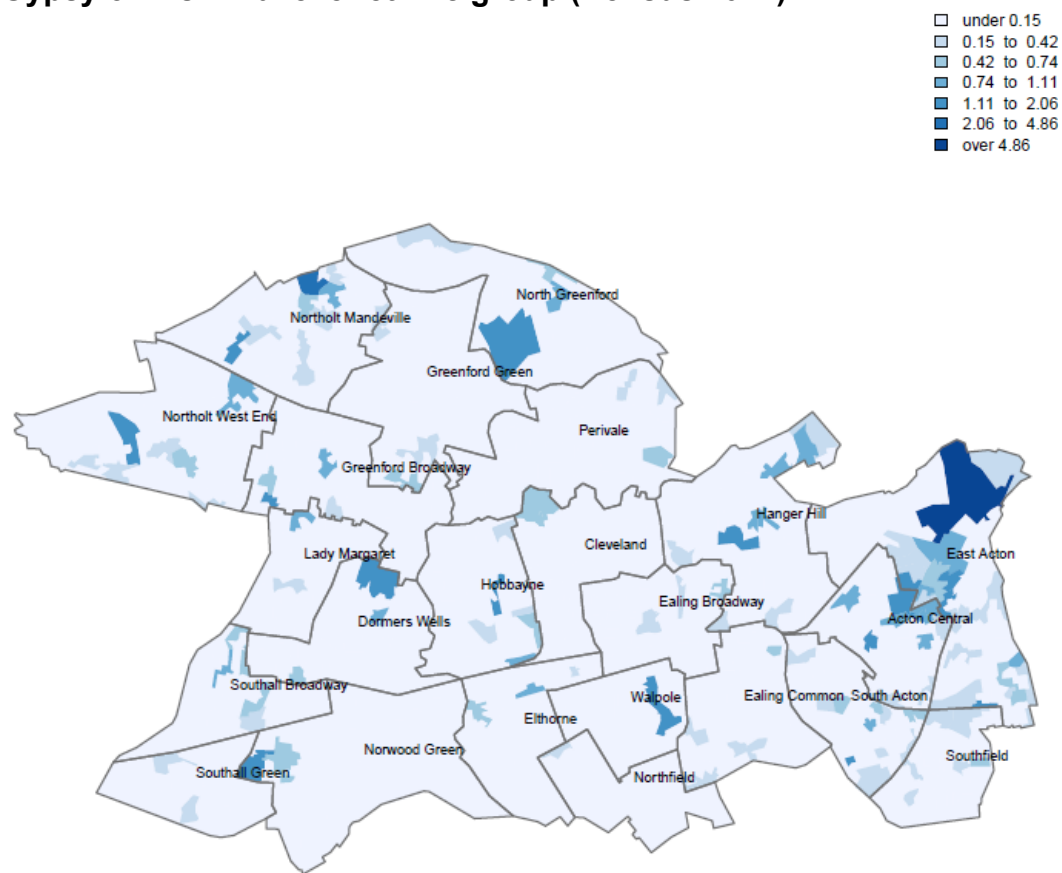 under 0.15
0.15 to 0.42
0.42 to 0.74
0.74 to 1.11
1.11 to 2.06
2.06 to 4.86
over 4.86
North Greenford
Northolt Mandeville
Greenford Green
Northolt West End
Perivale
Greenford Broadway
Hanger Hill
Cleveland
East Acton
Lady Margaret
Hobbayne
Ealing Broadway
Dormers Wells
Acton Central
Southall Broadway
Walpole
Ealing Common
South Acton
Elthorne
Norwood Green
Southfield
Southall Green
Northfield